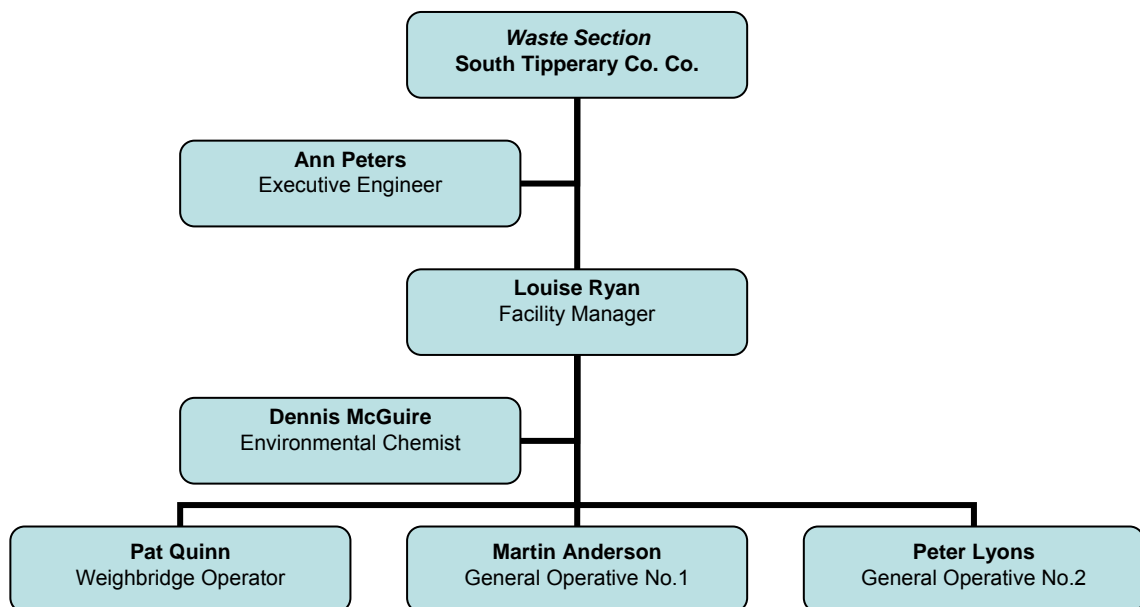 Waste Section
South Tipperary Co. Co.
Ann Peters
Executive Engineer
Louise Ryan
Facility Manager
Dennis McGuire
Environmental Chemist
Pat Quinn
Weighbridge Operator
Martin Anderson
General Operative No.1
Peter Lyons
General Operative No.2